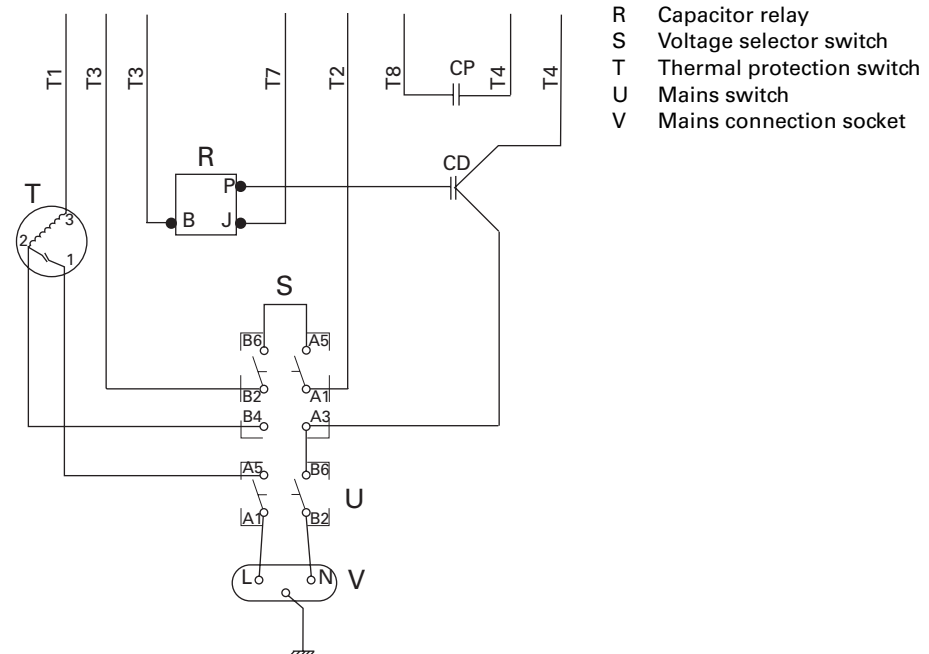 R Capacitor relay
S Voltage selector switch
T Thermal protection switch
U Mains switch
V Mains connection socket
T1
T3
T3
T7
T2
T8
CP
T4
T4
R
CD
P
T
B
J
3
2
1
S
B6
A5
B2
A1
B4
A3
A5
B6
U
A1
B2
L
N
V